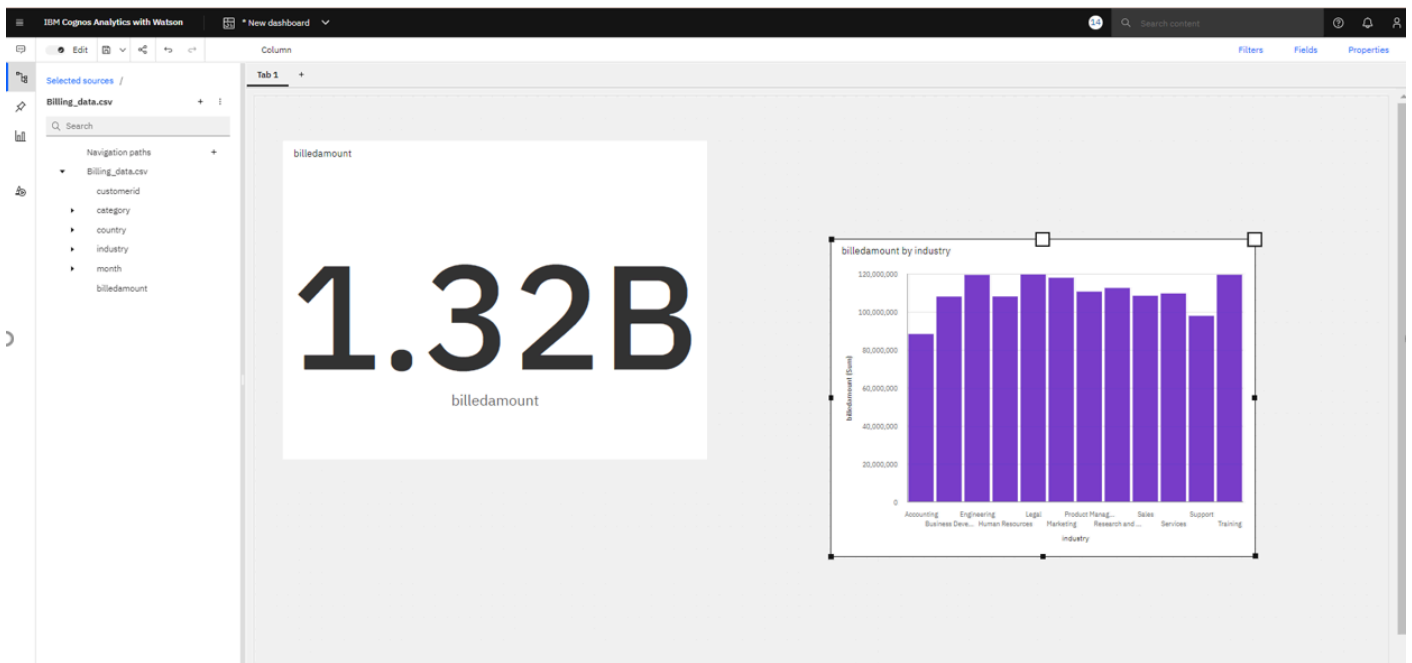 IBM Cognos Analytics with Watson
* New dashboard
14
Search content
Edit
Column
Filters
Fields
Properties
Selected sources /
Tab 1 +
Billing_data.csv
Search
Navigation paths
Billing_data.csv
customerid
category
country
industry
month
billedamount
billedamount
1.32B
billedamount
billedamount by industry
billedamount (Sum)
120,000,000
100,000,000
80,000,000
60,000,000
40,000,000
20,000,000
0
Accounting Engineering Legal Product Manag... Sales Support
Business Deve... Human Resources Marketing Research and ... Services Training
industry